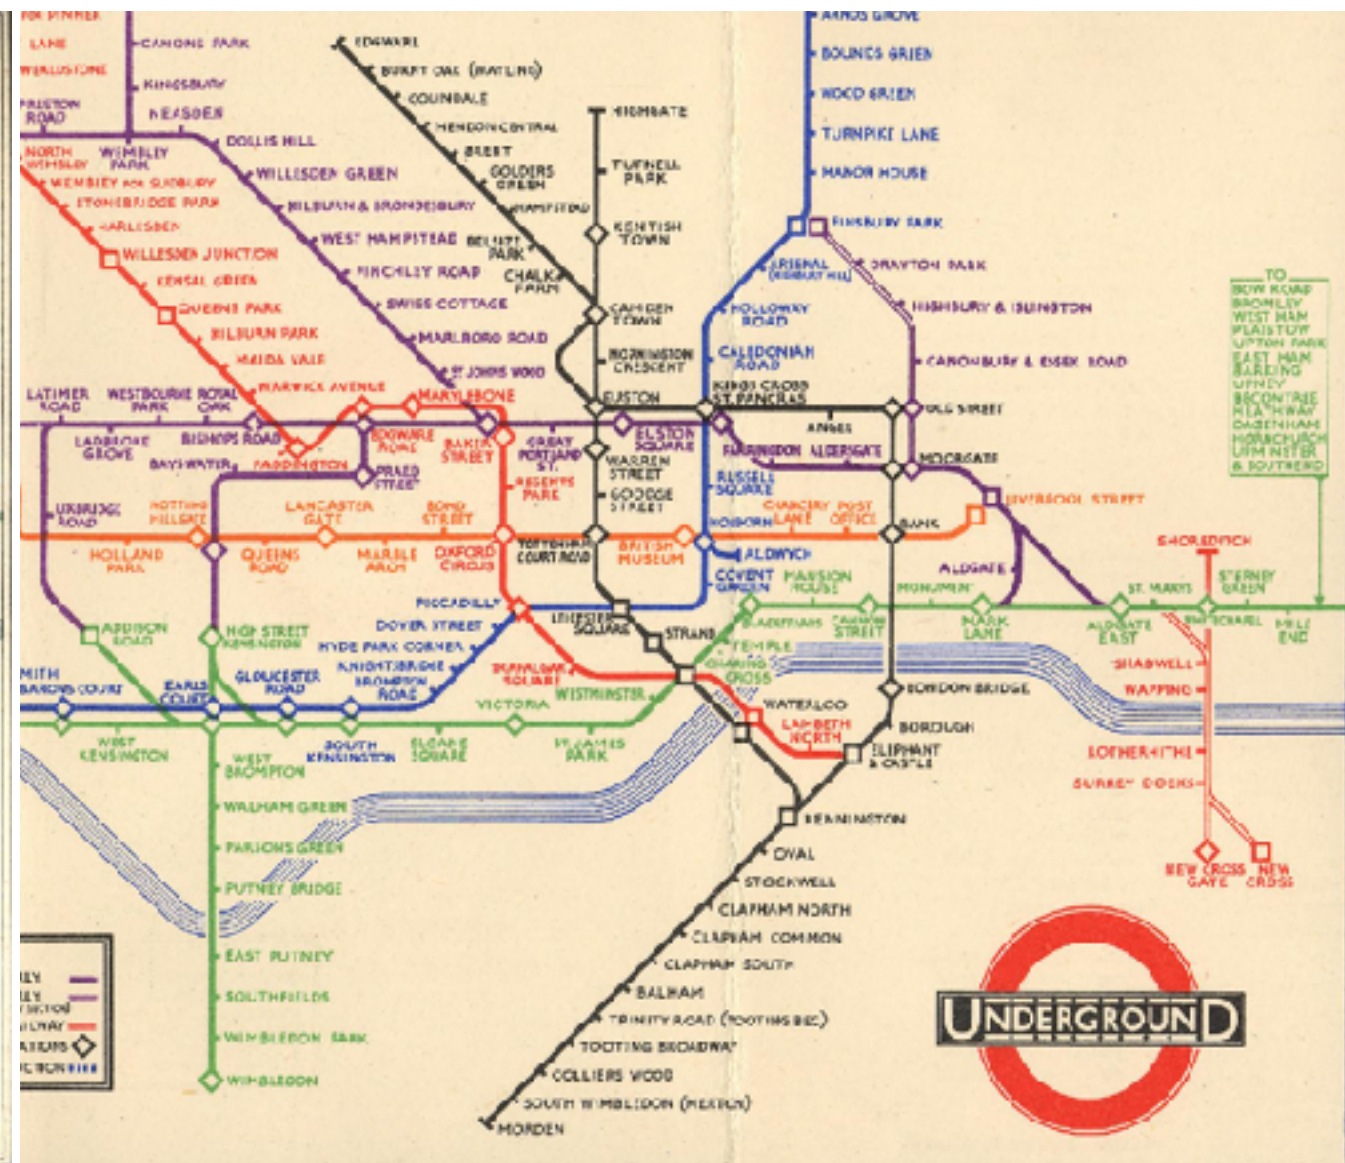 LANE
CANONS PARK
KINGSBURY
NEASDEN
ROAD
NORTH
WEMBLEY
WEMBLEY
PARK
DOLLIS HILL
WEMBLEY FOR SUDBURY
STONEBRIDGE PARK
HARLESDEN
WILLESDEN GREEN
KILBURN & BRONDESBURY
WEST HAMPSTEAD
FINCHLEY ROAD
SWISS COTTAGE
MARLBORO ROAD
ST JOHNS WOOD
WILLESDEN JUNCTION
KENSAL GREEN
QUEENS PARK
KILBURN PARK
MAIDA VALE
WARWICK AVENUE
EDGWARE
BURNT OAK (WATLING)
COLINDALE
HENDON CENTRAL
BRENT
GOLDERS
GREEN
HAMPSTEAD
BELSIZE
PARK
CHALK
FARM
HIGHGATE
TUFNELL
PARK
KENTISH
TOWN
CAMDEN
TOWN
MORNINGTON
CRESCENT
EUSTON
ARNOS GROVE
BOUNDS GREEN
WOOD GREEN
TURNPIKE LANE
MANOR HOUSE
FINSBURY PARK
ARSENAL
(HIGHBURY HILL)
HOLLOWAY
ROAD
CALEDONIAN
ROAD
KINGS CROSS
ST. PANCRAS
DRAYTON PARK
HIGHBURY & ISLINGTON
CANONBURY & ESSEX ROAD
OLD STREET
ANGEL
MOORGATE
TO
BOW ROAD
BROMLEY
WEST HAM
PLAISTOW
UPTON PARK
EAST HAM
BARKING
UPNEY
BECONTREE
HEATHWAY
DAGENHAM
HORNCHURCH
UPMINSTER
& SOUTHEND
LATIMER
ROAD
WESTBOURNE
PARK
ROYAL
OAK
LADBROKE
GROVE
BISHOPS ROAD
BAYSWATER
PADDINGTON
EDGWARE
ROAD
PRAED
STREET
MARYLEBONE
BAKER
STREET
GREAT
PORTLAND
ST.
EUSTON
SQUARE
FARRINGDON
ALDERSGATE
REGENTS
PARK
WARREN
STREET
GOODGE
STREET
RUSSELL
SQUARE
UXBRIDGE
ROAD
NOTTING
HILL GATE
LANCASTER
GATE
BOND
STREET
HOLLAND
PARK
QUEENS
ROAD
MARBLE
ARCH
OXFORD
CIRCUS
TOTTENHAM
COURT ROAD
BRITISH
MUSEUM
HOLBORN
CHANCERY
LANE
POST
OFFICE
BANK
LIVERPOOL STREET
ALDWYCH
COVENT
GARDEN
ALDGATE
SHOREDITCH
MANSION
HOUSE
MONUMENT
ST. MARYS
STEPNEY
GREEN
BLACKFRIARS
CANNON
STREET
MARK
LANE
ALDGATE
EAST
WHITECHAPEL
MILE
END
ADDISON
ROAD
HIGH STREET
KENSINGTON
PICCADILLY
DOVER STREET
HYDE PARK CORNER
KNIGHTSBRIDGE
BROMPTON
ROAD
LEICESTER
SQUARE
STRAND
TRAFALGAR
SQUARE
TEMPLE
CHARING
CROSS
WESTMINSTER
SMITH
BARONS COURT
EARLS
COURT
GLOUCESTER
ROAD
VICTORIA
WEST
KENSINGTON
SOUTH
KENSINGTON
SLOANE
SQUARE
ST. JAMES
PARK
WATERLOO
LAMBETH
NORTH
LONDON BRIDGE
BOROUGH
ELEPHANT
& CASTLE
KENNINGTON
SHADWELL
WAPPING
ROTHERHITHE
SURREY DOCKS
NEW CROSS
GATE
NEW
CROSS
WEST
BROMPTON
WALHAM GREEN
PARSONS GREEN
PUTNEY BRIDGE
EAST PUTNEY
SOUTHFIELDS
WIMBLEDON PARK
WIMBLEDON
OVAL
STOCKWELL
CLAPHAM NORTH
CLAPHAM COMMON
CLAPHAM SOUTH
BALHAM
TRINITY ROAD (TOOTING BEC)
TOOTING BROADWAY
COLLIERS WOOD
SOUTH WIMBLEDON (MERTON)
MORDEN
UNDERGROUND